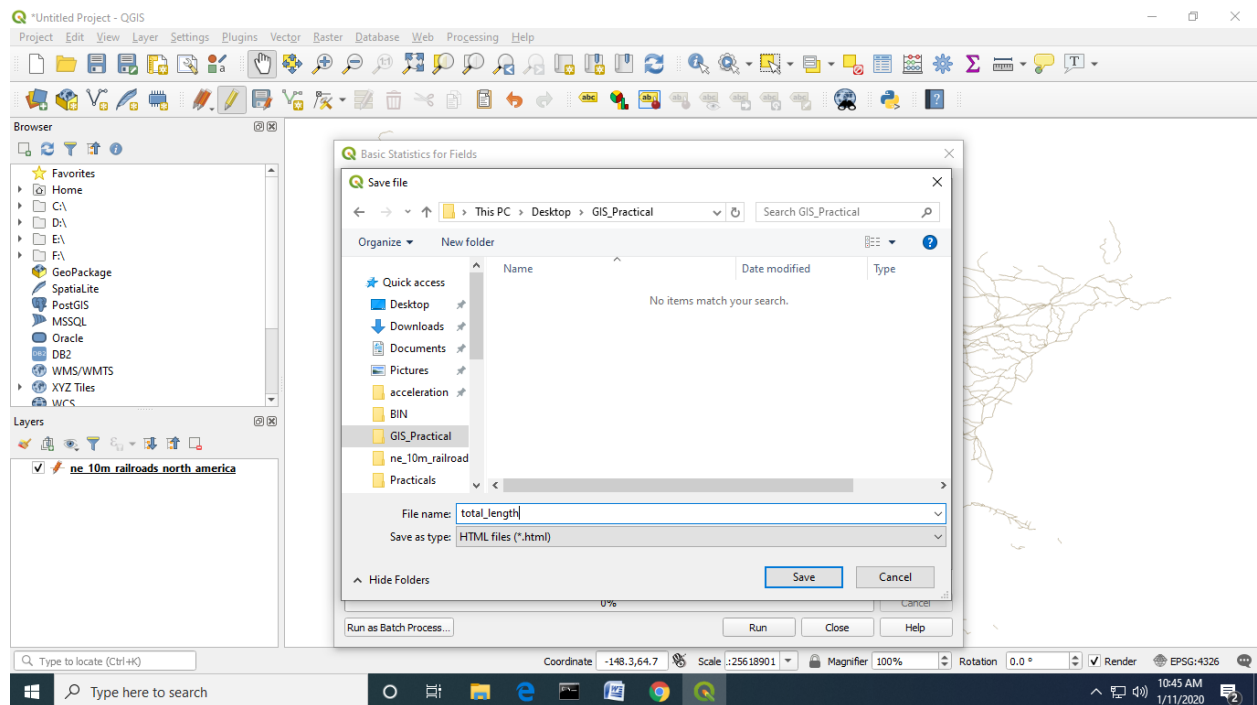 *Untitled Project - QGIS
Project Edit View Layer Settings Plugins Vector Raster Database Web Processing Help
abc
Browser
Favorites
Home
C:\
D:\
E:\
F:\
GeoPackage
SpatiaLite
PostGIS
MSSQL
Oracle
DB2
WMS/WMTS
XYZ Tiles
WCS
Layers
ne_10m_railroads_north_america
Basic Statistics for Fields
Save file
This PC > Desktop > GIS_Practical
Search GIS_Practical
Organize
New folder
Name
Date modified
Type
No items match your search.
Quick access
Desktop
Downloads
Documents
Pictures
acceleration
BIN
GIS_Practical
ne_10m_railroad
Practicals
File name: total_length
Save as type: HTML files (*.html)
Hide Folders
Save
Cancel
0%
Cancel
Run as Batch Process...
Run
Close
Help
Type to locate (Ctrl+K)
Coordinate -148.3,64.7
Scale :25618901
Magnifier 100%
Rotation 0.0 °
Render
EPSG:4326
Type here to search
10:45 AM
1/11/2020
2